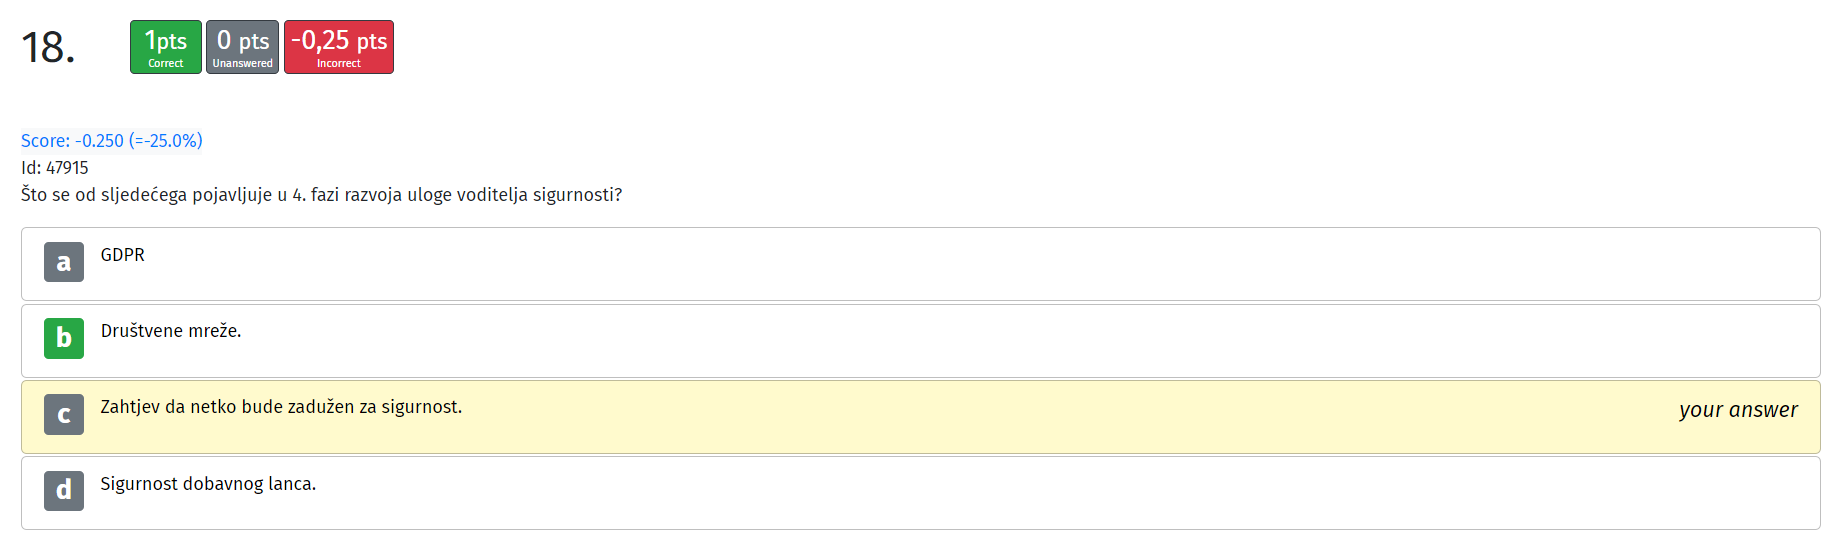 18.
1pts
Correct
0 pts
Unanswered
-0,25 pts
Incorrect
Score: -0.250 (=-25.0%)
Id: 47915
Što se od sljedećega pojavljuje u 4. fazi razvoja uloge voditelja sigurnosti?
a GDPR
b Društvene mreže.
c Zahtjev da netko bude zadužen za sigurnost. your answer
d Sigurnost dobavnog lanca.